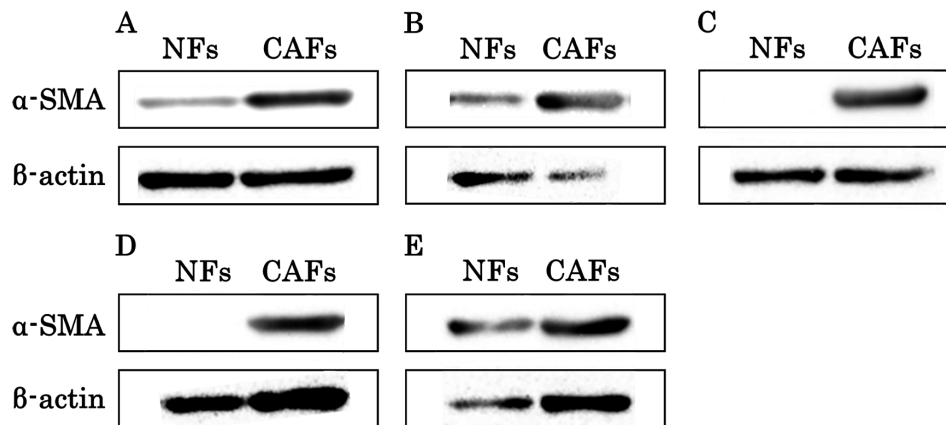 A B C
NFs CAFs NFs CAFs NFs CAFs
α-SMA
β-actin
D E
NFs CAFs NFs CAFs
α-SMA
β-actin